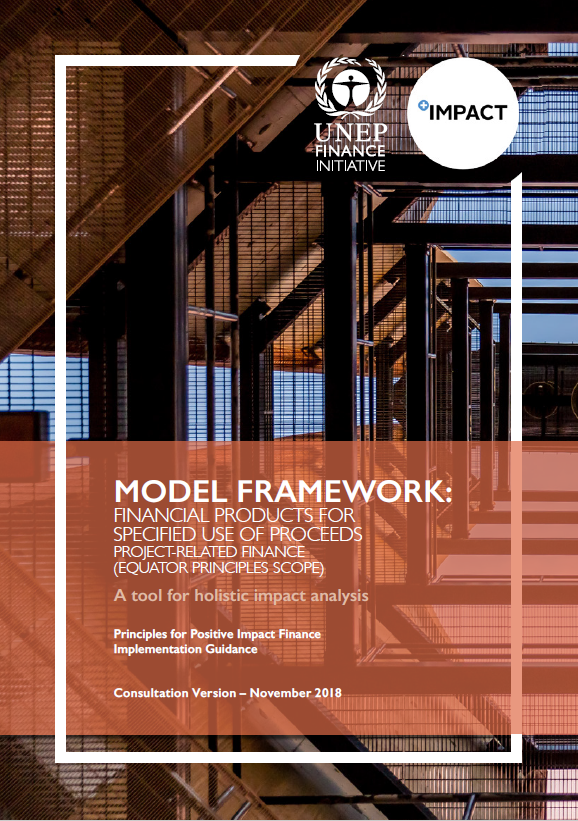 UNEP
FINANCE
INITIATIVE
IMPACT
MODEL FRAMEWORK:
FINANCIAL PRODUCTS FOR
SPECIFIED USE OF PROCEEDS
PROJECT-RELATED FINANCE
(EQUATOR PRINCIPLES SCOPE)
A tool for holistic impact analysis
Principles for Positive Impact Finance
Implementation Guidance
Consultation Version – November 2018